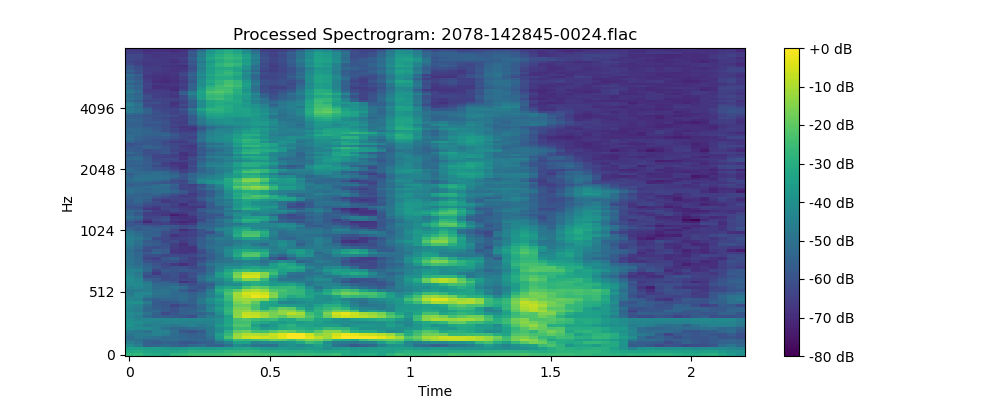 Processed Spectrogram: 2078-142845-0024.flac
+0 dB
-10 dB
-20 dB
-30 dB
-40 dB
-50 dB
-60 dB
-70 dB
-80 dB
4096
2048
1024
512
0
Hz
0
0.5
1
1.5
2
Time